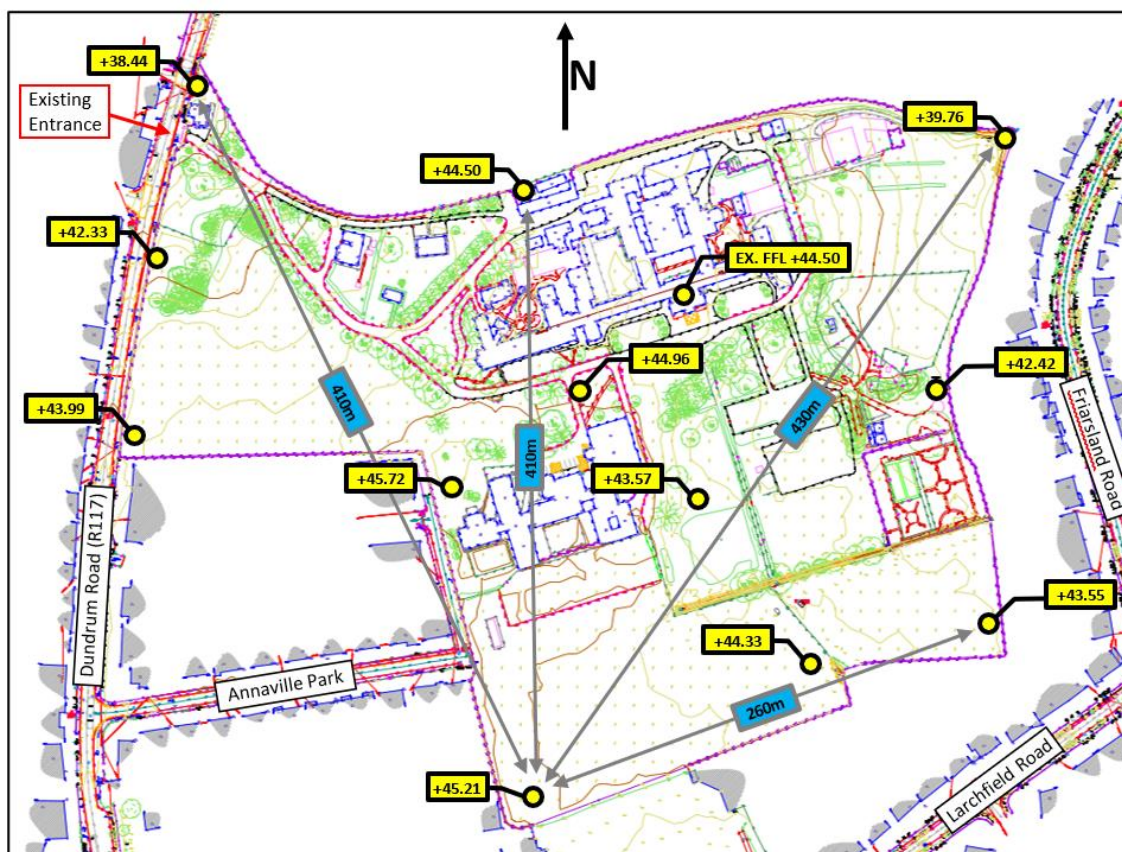 +38.44
N
Existing
Entrance
+39.76
+44.50
+42.33
EX. FFL +44.50
+44.96
+42.42
410m
430m
Friarsland Road
+43.99
410m
+45.72
+43.57
Dundrum Road (R117)
+43.55
+44.33
Annaville Park
260m
+45.21
Larchfield Road